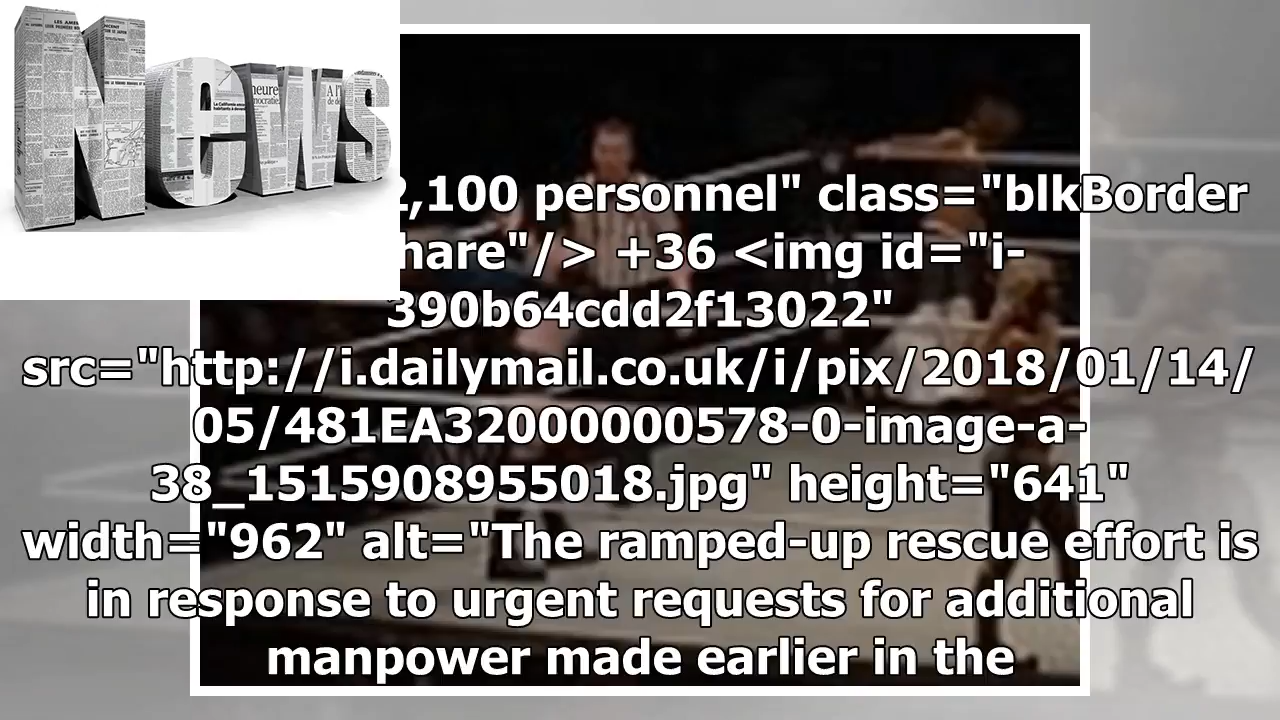 News
2,100 personnel" class="blkBorder
hare"/> +36 <img id="i-
390b64cdd2f13022"
src="http://i.dailymail.co.uk/i/pix/2018/01/14/
05/481EA32000000578-0-image-a-
38_1515908955018.jpg" height="641"
width="962" alt="The ramped-up rescue effort is
in response to urgent requests for additional
manpower made earlier in the